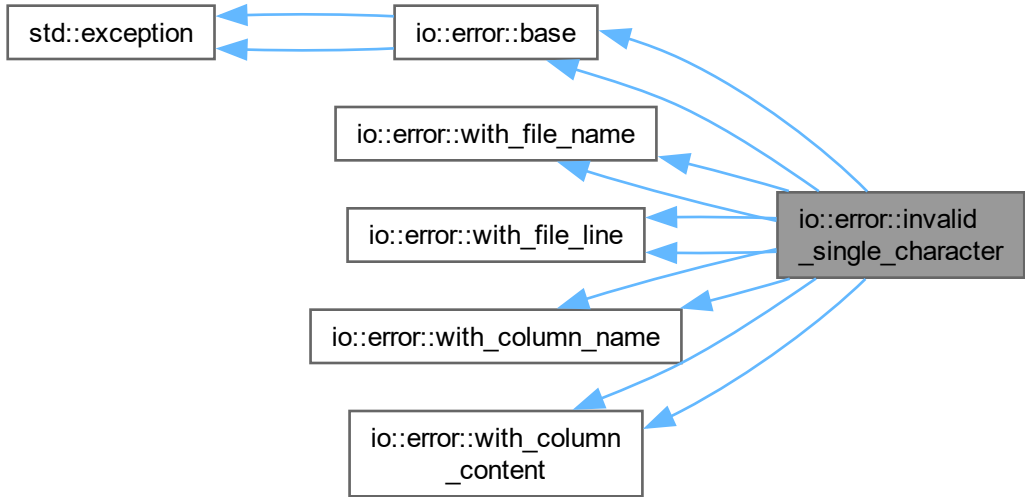 std::exception
io::error::base
io::error::with_file_name
io::error::invalid
_single_character
io::error::with_file_line
io::error::with_column_name
io::error::with_column
_content